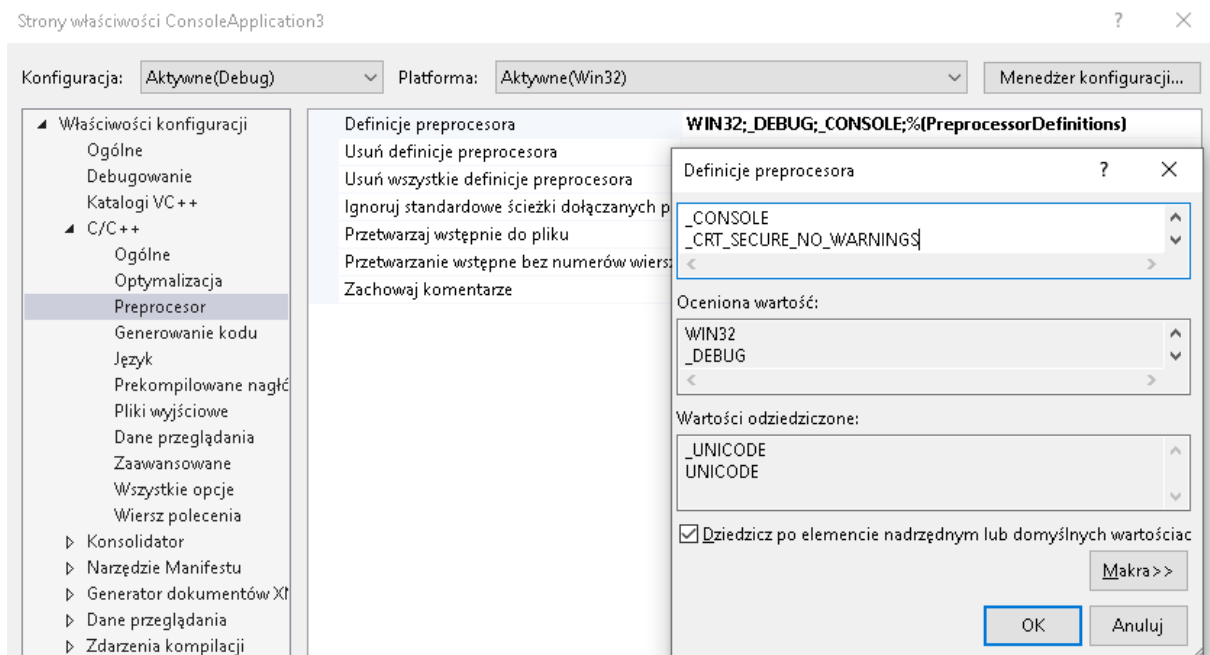 Strony właściwości ConsoleApplication3 ? ×
Konfiguracja: Aktywne(Debug) Platforma: Aktywne(Win32) Menedżer konfiguracji...
Właściwości konfiguracji
Ogólne
Debugowanie
Katalogi VC++
C/C++
Ogólne
Optymalizacja
Preprocesor
Generowanie kodu
Język
Prekompilowane nagłó
Pliki wyjściowe
Dane przeglądania
Zaawansowane
Wszystkie opcje
Wiersz polecenia
Konsolidator
Narzędzie Manifestu
Generator dokumentów XM
Dane przeglądania
Zdarzenia kompilacji
Definicje preprocesora WIN32;_DEBUG;_CONSOLE;%(PreprocessorDefinitions)
Usuń definicje preprocesora
Usuń wszystkie definicje preprocesora
Ignoruj standardowe ścieżki dołączanych p
Przetwarzaj wstępnie do pliku
Przetwarzanie wstępne bez numerów wiersz
Zachowaj komentarze
Definicje preprocesora ? ×
_CONSOLE
_CRT_SECURE_NO_WARNINGS
Oceniona wartość:
WIN32
_DEBUG
Wartości odziedziczone:
_UNICODE
UNICODE
Dziedzicz po elemencie nadrzędnym lub domyślnych wartościac
Makra>>
OK Anuluj